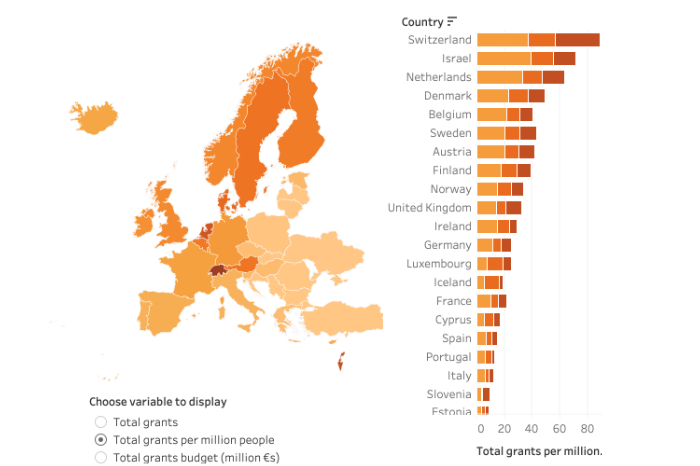 Country
Switzerland
Israel
Netherlands
Denmark
Belgium
Sweden
Austria
Finland
Norway
United Kingdom
Ireland
Germany
Luxembourg
Iceland
France
Cyprus
Spain
Portugal
Italy
Slovenia
Estonia
0 20 40 60 80
Total grants per million.
Choose variable to display
Total grants
Total grants per million people
Total grants budget (million €s)